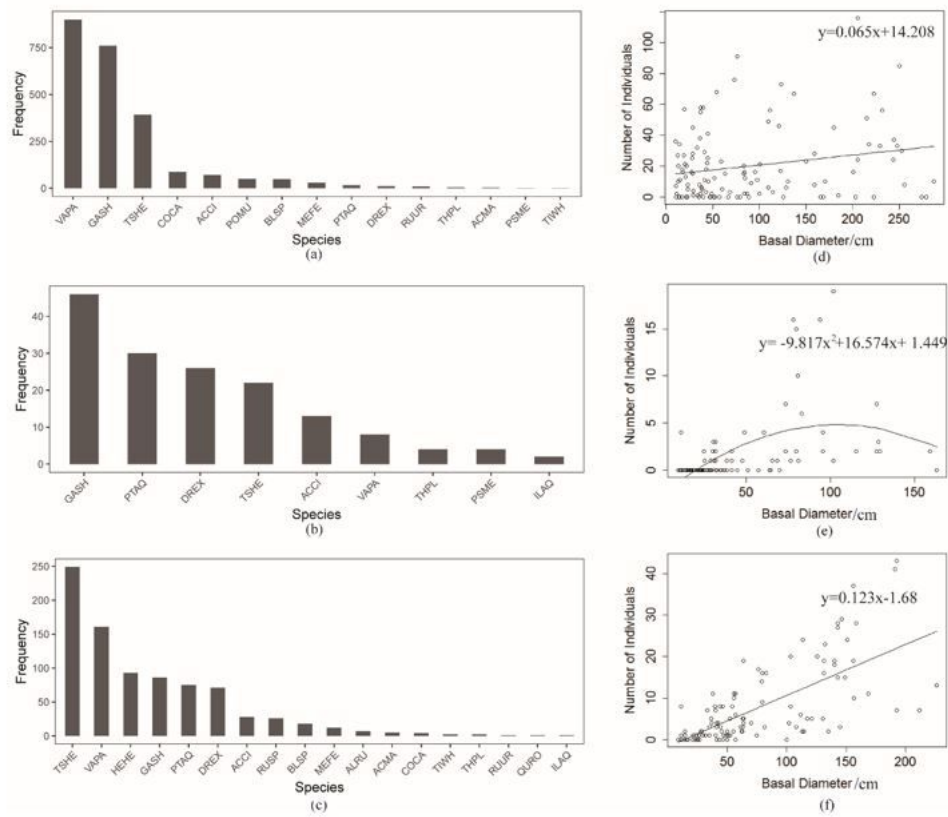 750
500
250
0
Frequency
VAPA GASH TSHE COCA ACCI POMU BLSP MEFE PTAQ DREX RUUR THPL ACMA PSME TIWH
Species
(a)
y=0.065x+14.208
100
80
60
40
20
0
Number of Individuals
0 50 100 150 200 250
Basal Diameter/cm
(d)
40
30
20
10
0
Frequency
GASH PTAQ DREX TSHE ACCI VAPA THPL PSME ILAQ
Species
(b)
y= -9.817x²+16.574x+ 1.449
15
10
5
0
Number of Individuals
50 100 150
Basal Diameter/cm
(e)
250
200
150
100
50
0
Frequency
TSHE VAPA HEHE GASH PTAQ DREX ACCI RUSP BLSP MEFE ALRU ACMA COCA TIWH THPL RUUR QURO ILAQ
Species
(c)
y=0.123x-1.68
40
30
20
10
0
Number of Individuals
50 100 150 200
Basal Diameter/cm
(f)